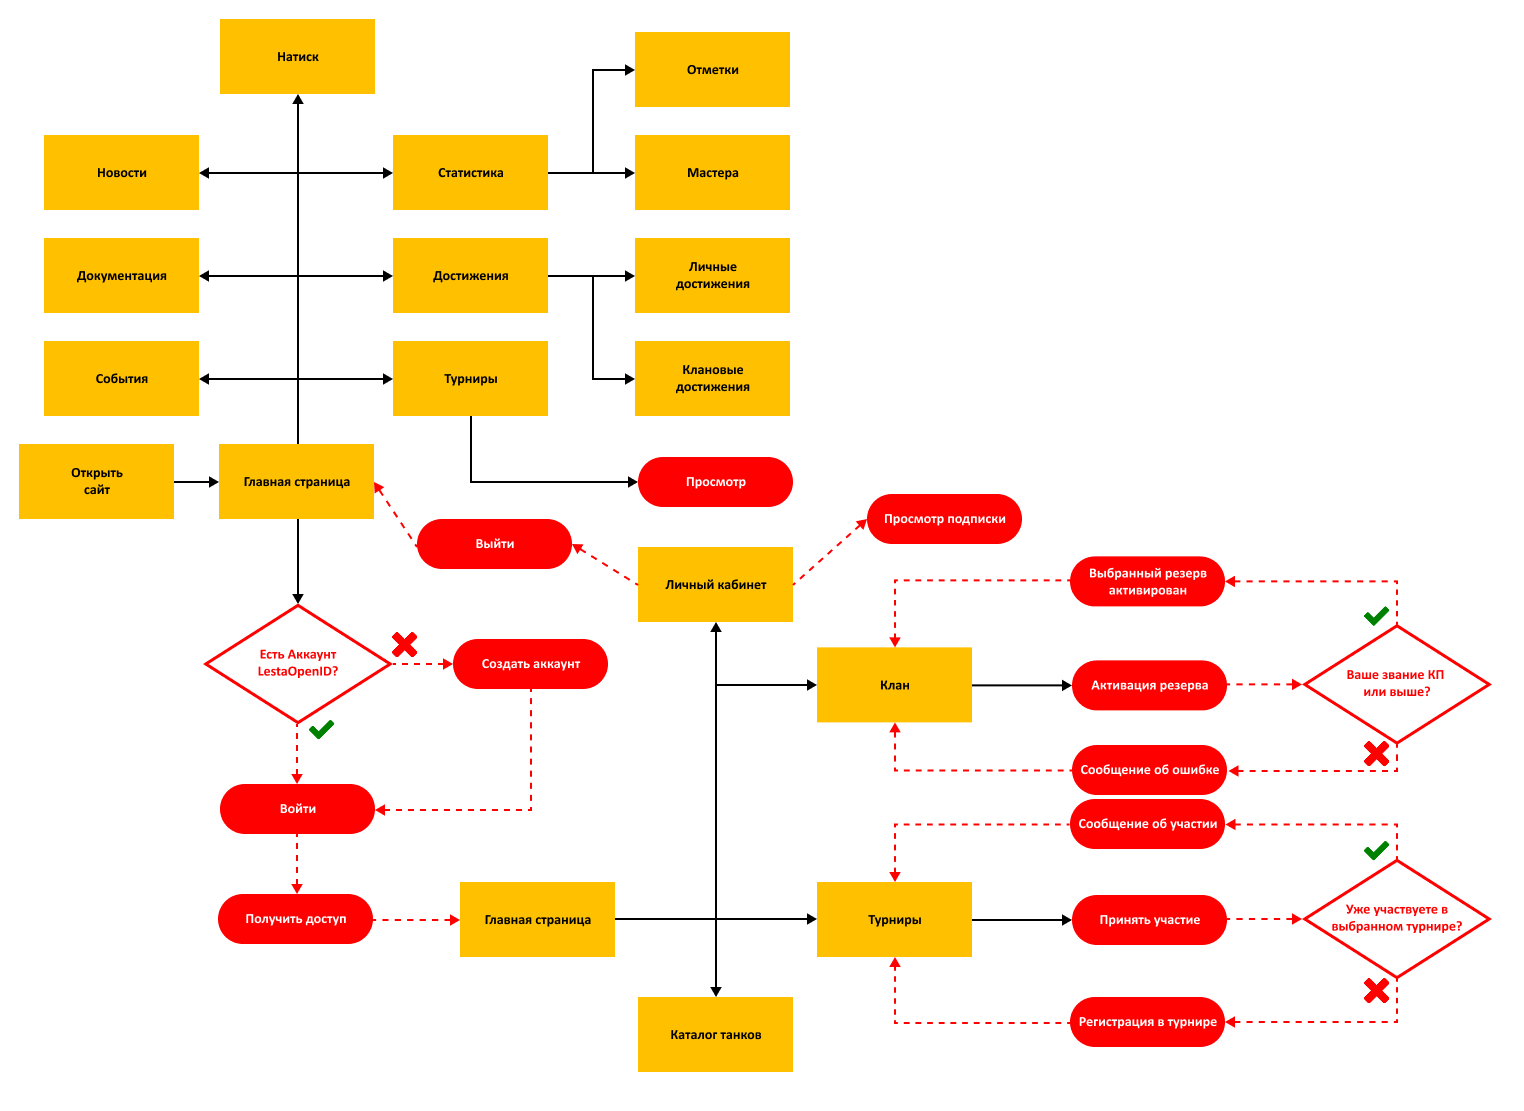 Натиск
Отметки
Новости
Статистика
Мастера
Документация
Достижения
Личные
достижения
События
Турниры
Клановые
достижения
Открыть
сайт
Главная страница
Просмотр
Просмотр подписки
Выйти
Личный кабинет
Выбранный резерв
активирован
Есть Аккаунт
LestaOpenID?
Создать аккаунт
Клан
Активация резерва
Ваше звание КП
или выше?
Сообщение об ошибке
Войти
Сообщение об участии
Получить доступ
Главная страница
Турниры
Принять участие
Уже участвуете в
выбранном турнире?
Каталог танков
Регистрация в турнире